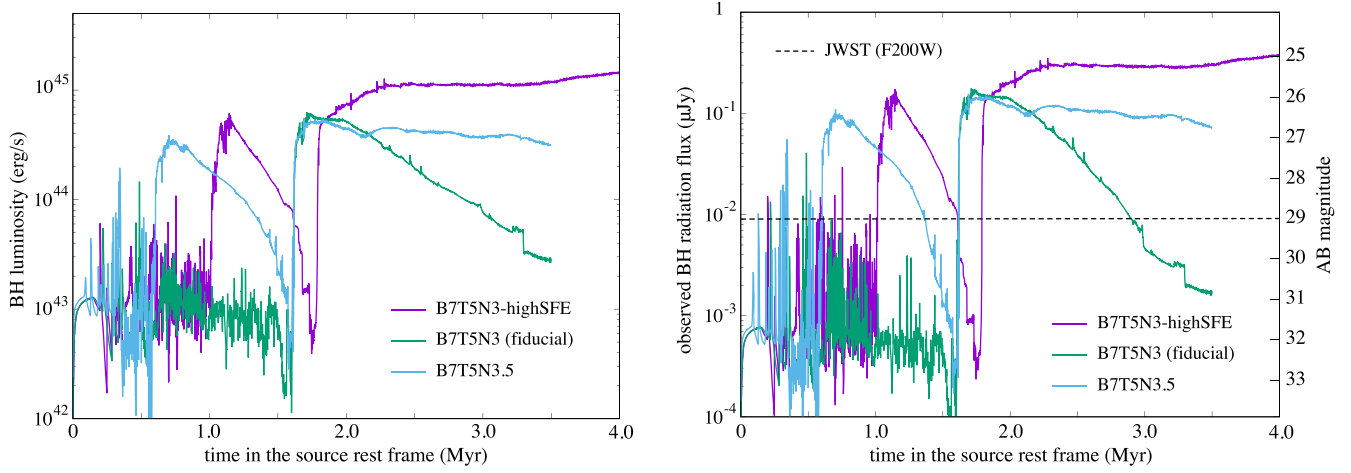 BH luminosity (erg/s)
10^45
10^44
10^43
10^42
B7T5N3-highSFE
B7T5N3 (fiducial)
B7T5N3.5
0 1.0 2.0 3.0 4.0
time in the source rest frame (Myr)
observed BH radiation flux (μJy)
1
10^-1
10^-2
10^-3
10^-4
JWST (F200W)
B7T5N3-highSFE
B7T5N3 (fiducial)
B7T5N3.5
25
26
27
28
29
30
31
32
33
AB magnitude
0 1.0 2.0 3.0 4.0
time in the source rest frame (Myr)